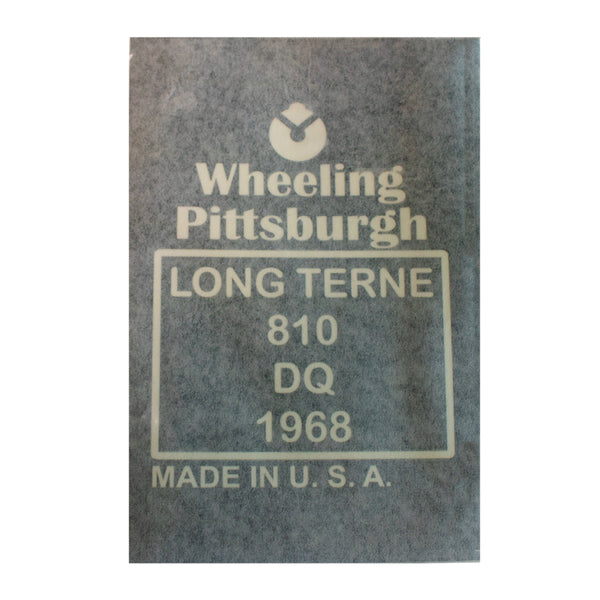 Wheeling
Pittsburgh
LONG TERNE
810
DQ
1968
MADE IN U. S. A.